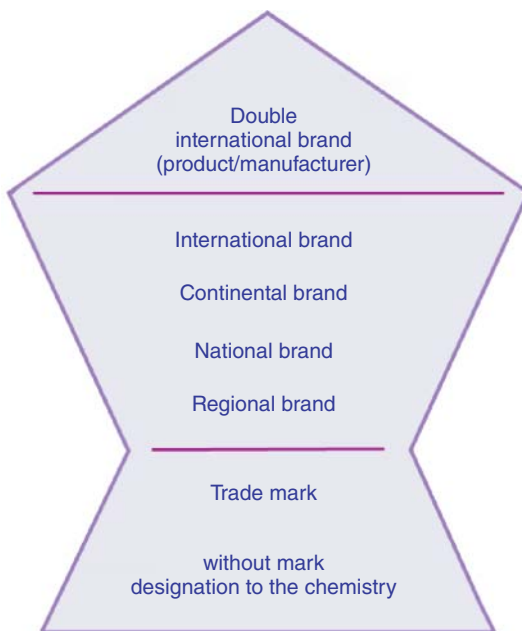 Double
international brand
(product/manufacturer)
International brand
Continental brand
National brand
Regional brand
Trade mark
without mark
designation to the chemistry